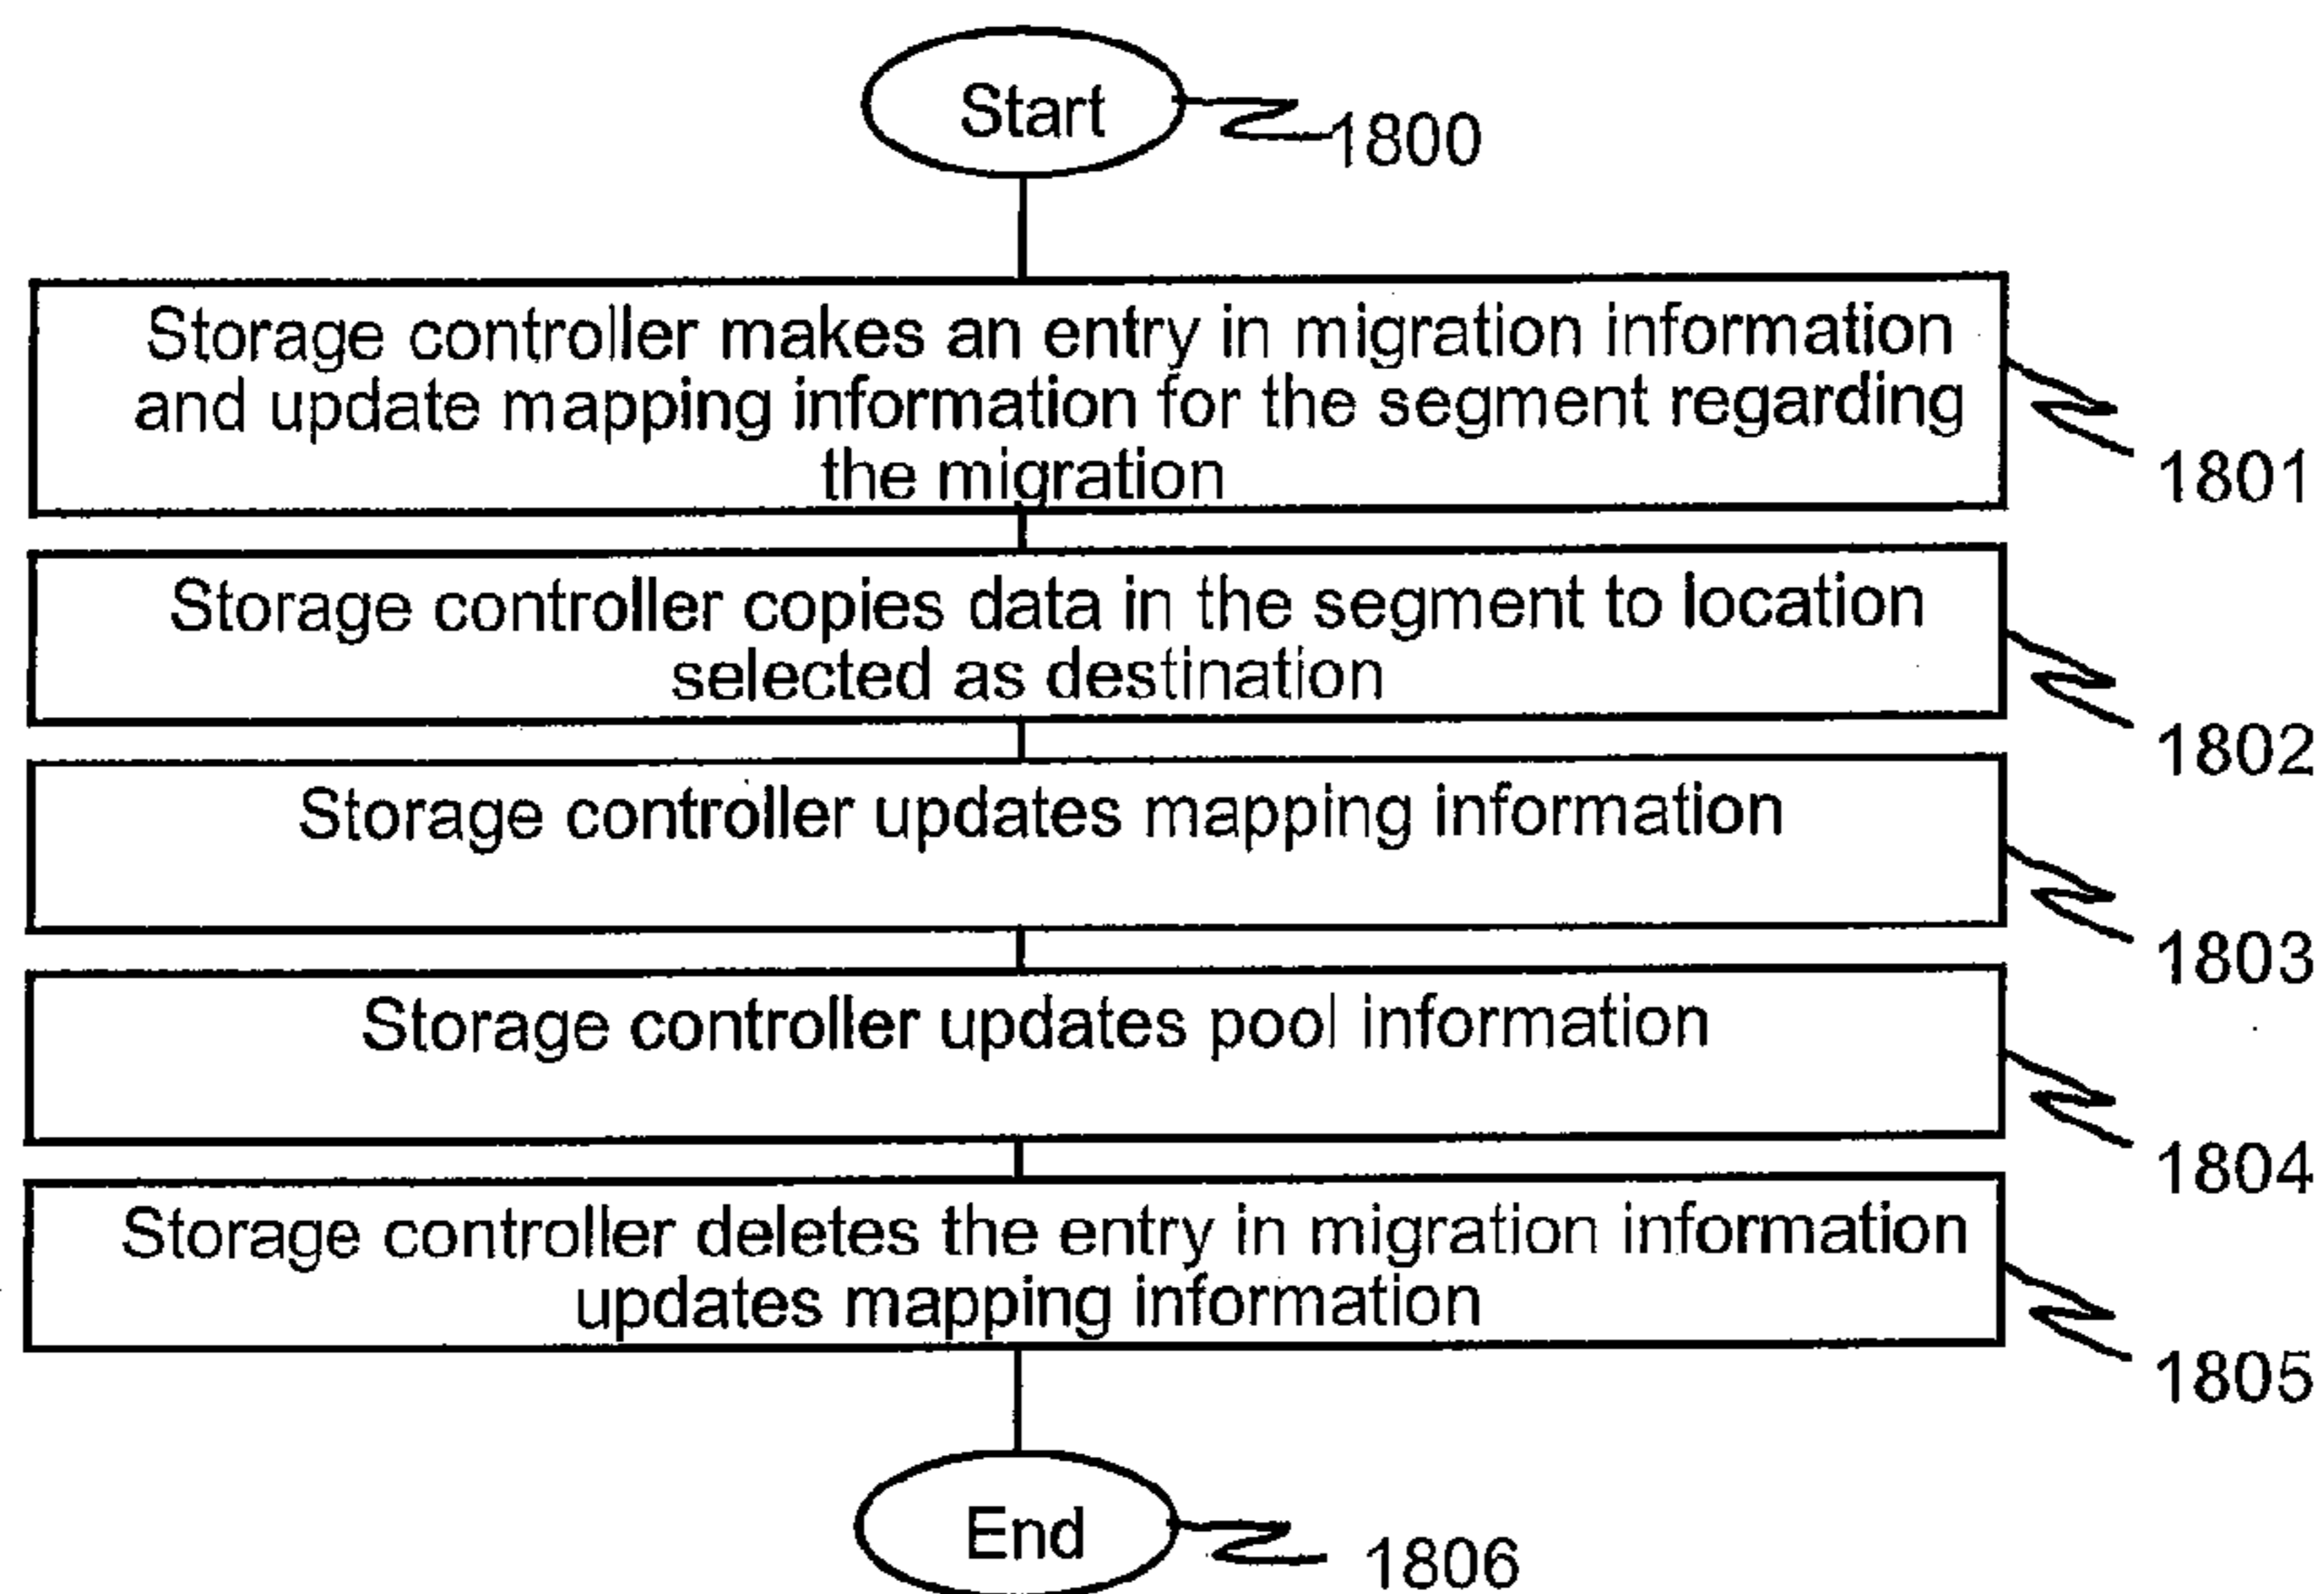 Start
1800
Storage controller makes an entry in migration information
and update mapping information for the segment regarding
the migration
1801
Storage controller copies data in the segment to location
selected as destination
1802
Storage controller updates mapping information
1803
Storage controller updates pool information
1804
Storage controller deletes the entry in migration information
updates mapping information
1805
End
1806